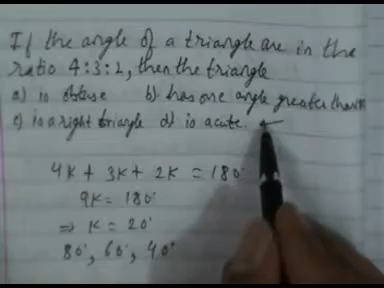 If the angle of a triangle are in the
ratio 4:3:2, then the triangle
a) is obtuse b) has one angle greater than
c) is a right triangle d) is acute.
4K + 3K + 2K = 180°
9K = 180°
⇒ K = 20°
80°, 60°, 40°